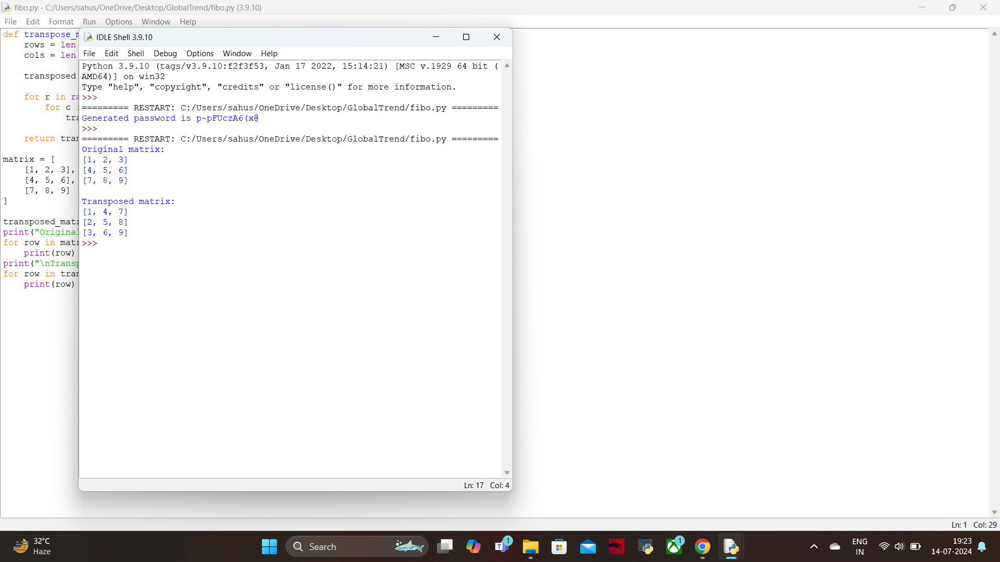 fibo.py - C:/Users/sahus/OneDrive/Desktop/GlobalTrend/fibo.py (3.9.10)
File Edit Format Run Options Window Help
def
rows = len
cols = len
transposed
for r in
for c
return
matrix = [
[1, 2, 3],
[4, 5, 6],
[7, 8, 9]
]
print("Original
for row in
print(row)
print("\n
for row in
print(row)
IDLE Shell 3.9.10
File Edit Shell Debug Options Window Help
Python 3.9.10 (tags/v3.9.10:f2f3f53, Jan 17 2022, 15:14:21) [MSC v.1929 64 bit (
AMD64)] on win32
Type "help", "copyright", "credits" or "license()" for more information.
>>>
========= RESTART: C:/Users/sahus/OneDrive/Desktop/GlobalTrend/fibo.py =========
Generated password is p~pFUczA6(x@
>>>
========= RESTART: C:/Users/sahus/OneDrive/Desktop/GlobalTrend/fibo.py =========
Original matrix:
[1, 2, 3]
[4, 5, 6]
[7, 8, 9]
Transposed matrix:
[1, 4, 7]
[2, 5, 8]
[3, 6, 9]
>>>
Ln: 17 Col: 4
Ln: 1 Col: 29
32°C
Haze
Search
1
1
ENG
IN
19:23
14-07-2024